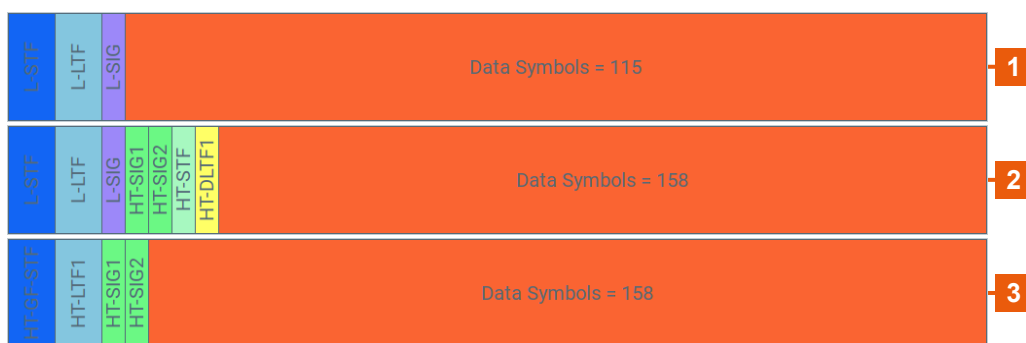 L-STF
L-LTF
L-SIG
Data Symbols = 115
1
L-STF
L-LTF
L-SIG
HT-SIG1
HT-SIG2
HT-STF
HT-DLTF1
Data Symbols = 158
2
HT-GF-STF
HT-LTF1
HT-SIG1
HT-SIG2
Data Symbols = 158
3